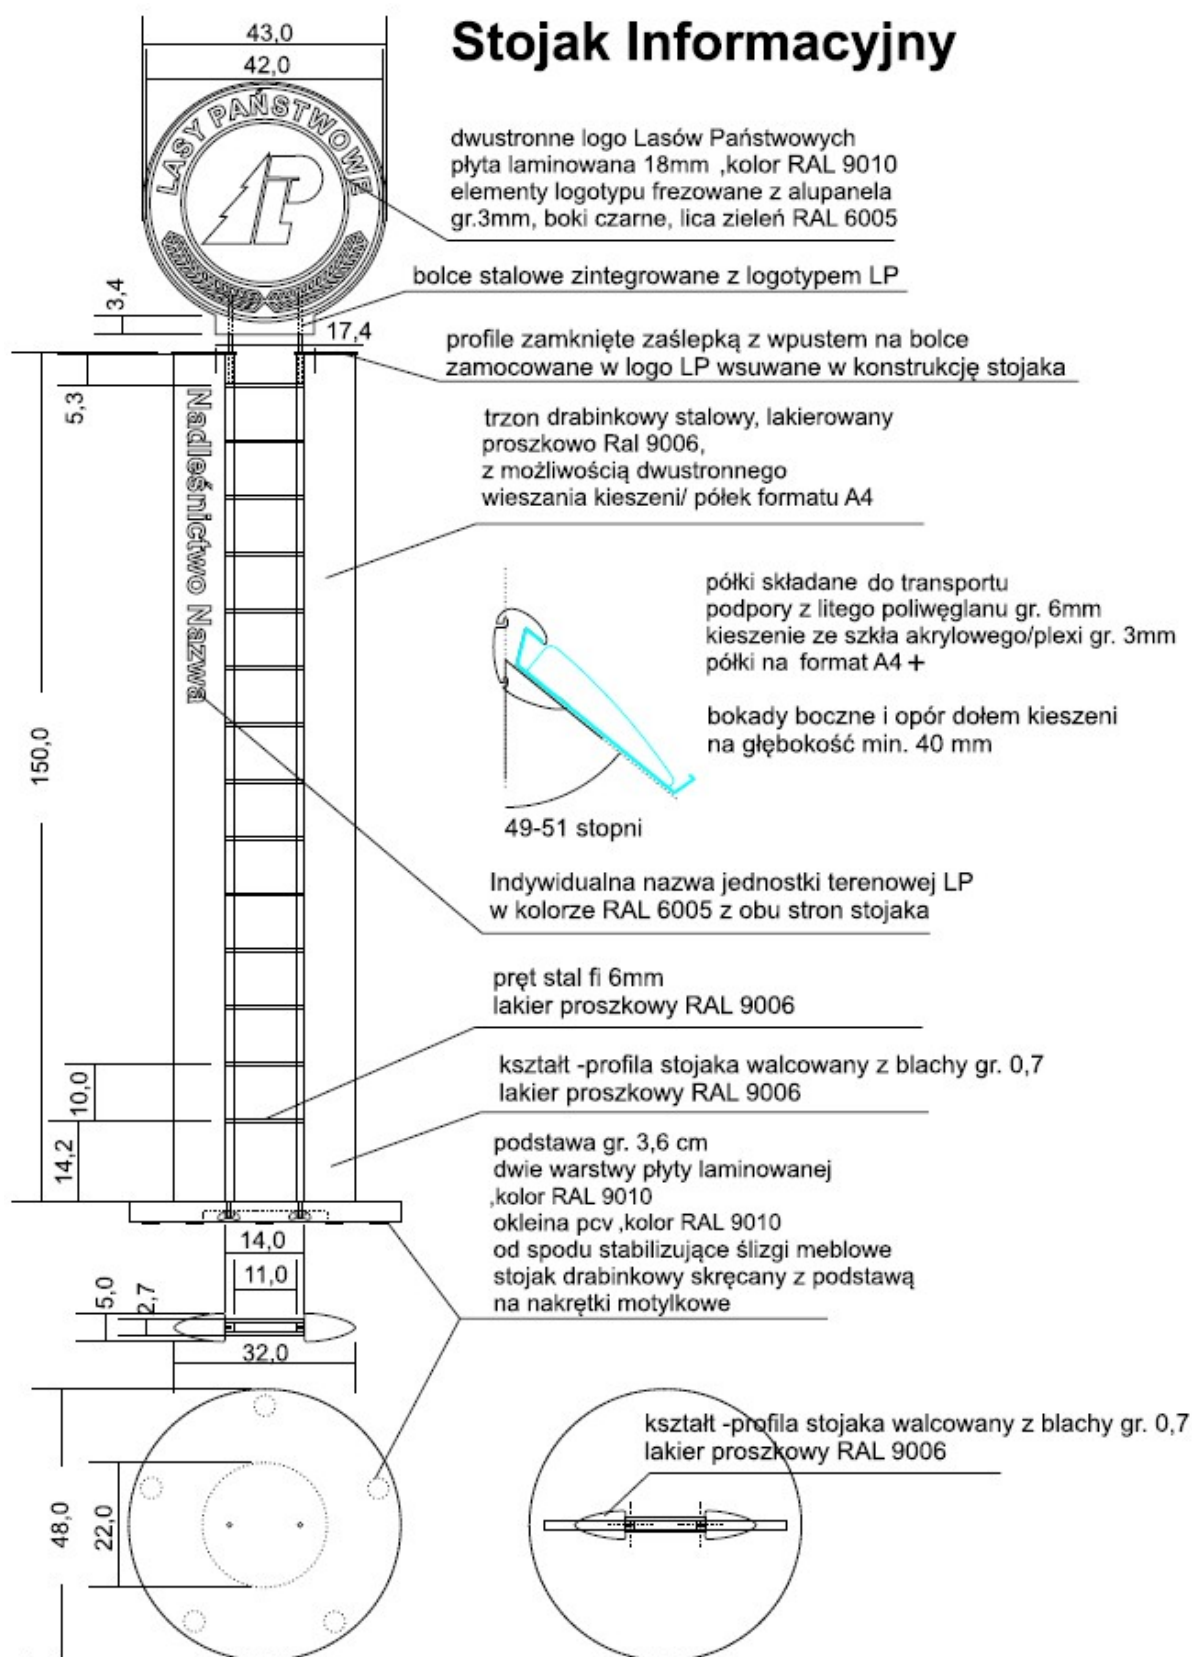 Stojak Informacyjny
43,0
42,0
LASY PAŃSTWOWE
LP
dwustronne logo Lasów Państwowych
płyta laminowana 18mm ,kolor RAL 9010
elementy logotypu frezowane z alupanela
gr.3mm, boki czarne, lica zieleń RAL 6005
bolce stalowe zintegrowane z logotypem LP
3,4
17,4
profile zamknięte zaślepką z wpustem na bolce
zamocowane w logo LP wsuwane w konstrukcję stojaka
5,3
Nadleśnictwo Nazwa
trzon drabinkowy stalowy, lakierowany
proszkowo Ral 9006,
z możliwością dwustronnego
wieszania kieszeni/ półek formatu A4
półki składane do transportu
podpory z litego poliwęglanu gr. 6mm
kieszenie ze szkła akrylowego/plexi gr. 3mm
półki na format A4 +
bokady boczne i opór dołem kieszeni
na głębokość min. 40 mm
150,0
49-51 stopni
Indywidualna nazwa jednostki terenowej LP
w kolorze RAL 6005 z obu stron stojaka
pręt stal fi 6mm
lakier proszkowy RAL 9006
kształt -profila stojaka walcowany z blachy gr. 0,7
lakier proszkowy RAL 9006
10,0
14,2
podstawa gr. 3,6 cm
dwie warstwy płyty laminowanej
,kolor RAL 9010
okleina pcv ,kolor RAL 9010
od spodu stabilizujące ślizgi meblowe
stojak drabinkowy skręcany z podstawą
na nakrętki motylkowe
14,0
11,0
5,0
2,7
32,0
kształt -profila stojaka walcowany z blachy gr. 0,7
lakier proszkowy RAL 9006
48,0
22,0